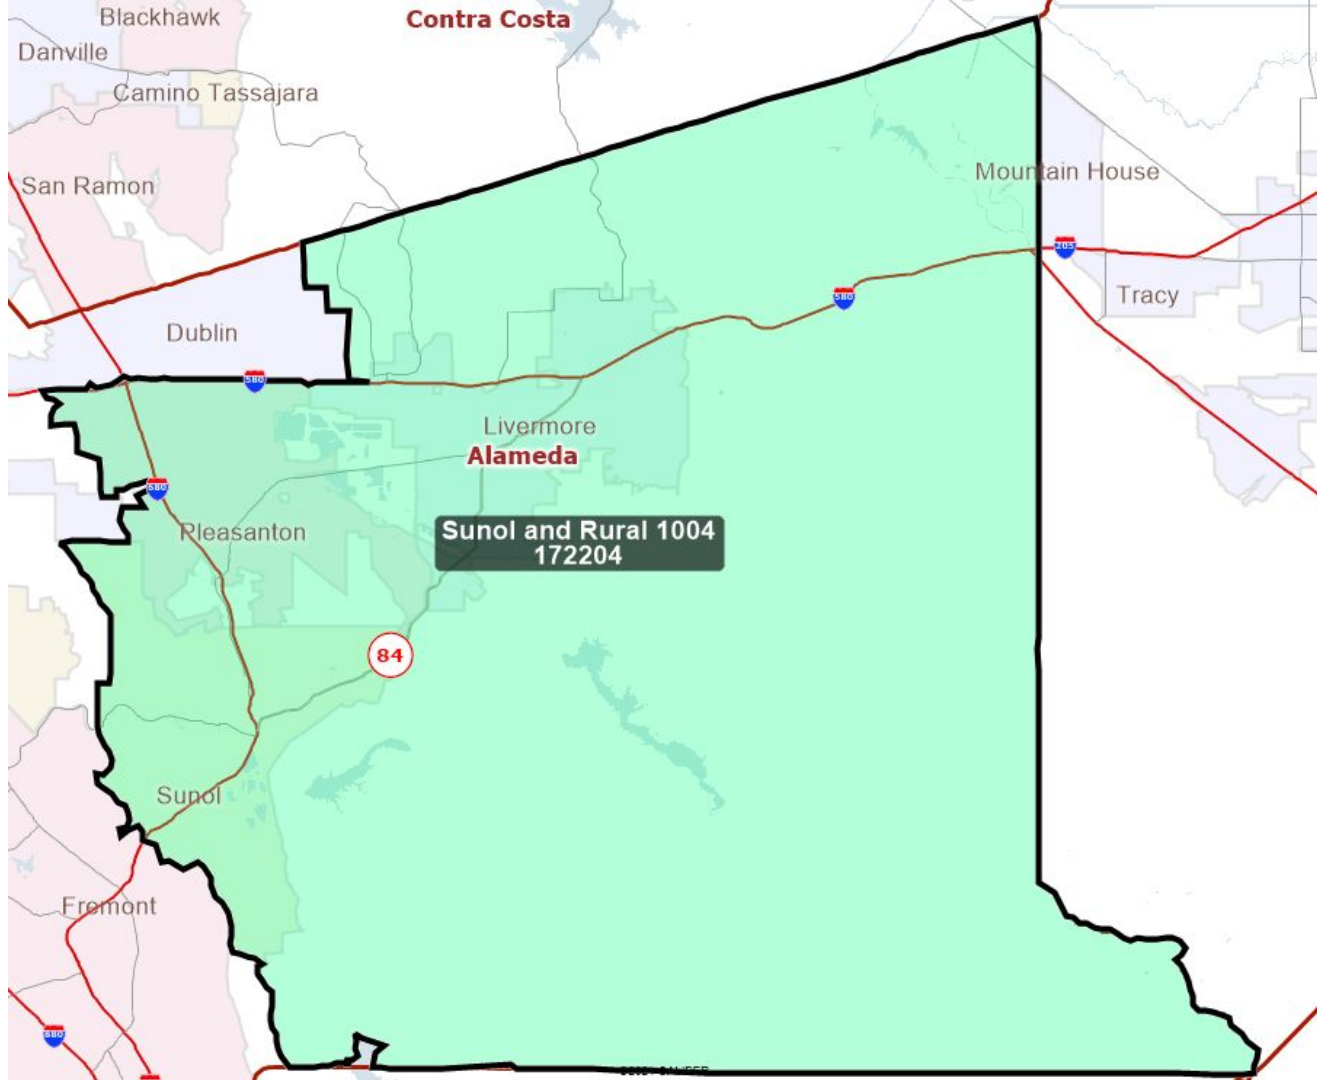 Blackhawk
Contra Costa
Danville
Camino Tassajara
San Ramon
Mountain House
205
580
Tracy
Dublin
580
Livermore
Alameda
580
Pleasanton
Sunol and Rural 1004
172204
84
Sunol
Fremont
680